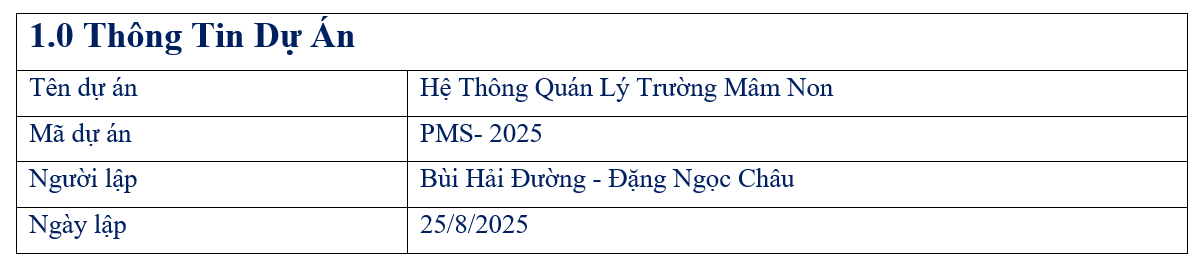 1.0 Thông Tin Dự Án
Tên dự án Hệ Thông Quán Lý Trường Mâm Non
Mã dự án PMS- 2025
Người lập Bùi Hải Đường - Đặng Ngọc Châu
Ngày lập 25/8/2025